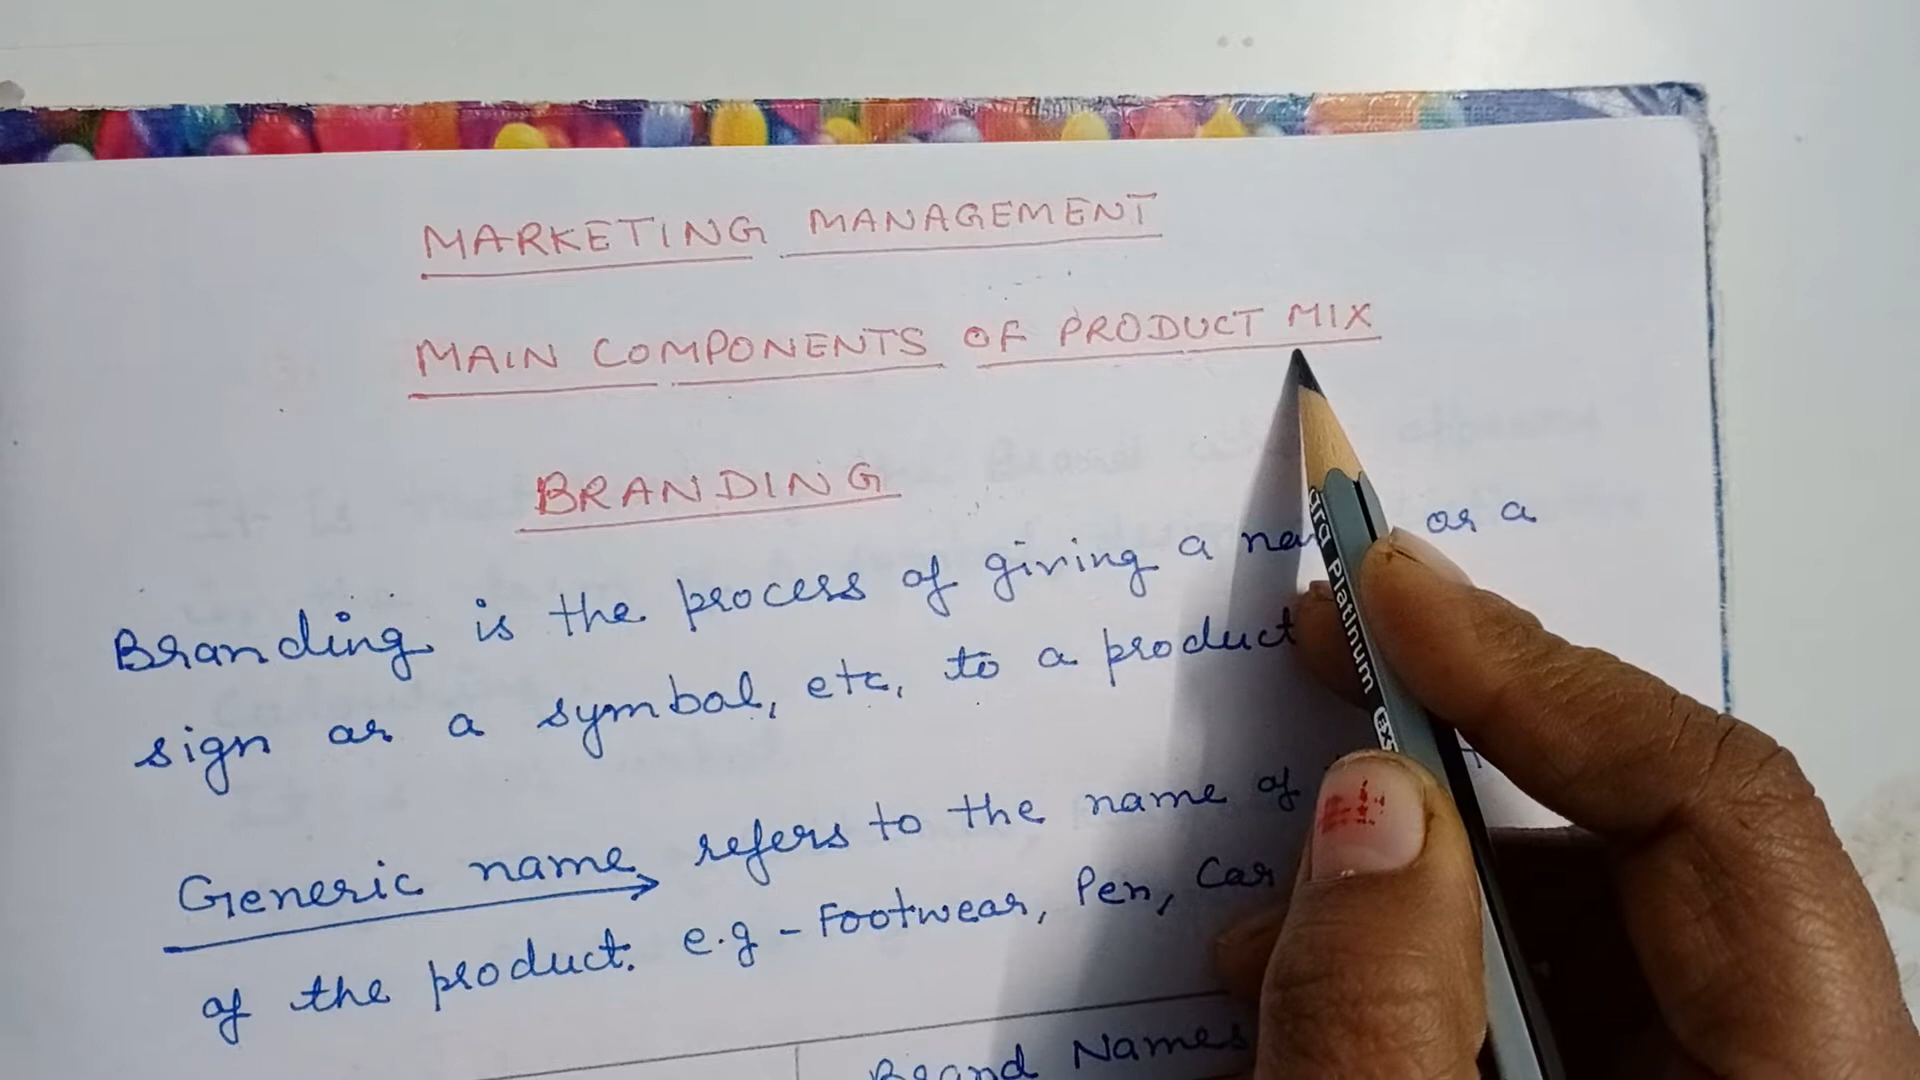 MARKETING MANAGEMENT
MAIN COMPONENTS OF PRODUCT MIX
BRANDING
Branding is the process of giving a or a
sign or a symbol, etc, to a product
Generic name refers to the name of
of the product. e.g - Footwear, Pen, Car
Brand Names
Platinum